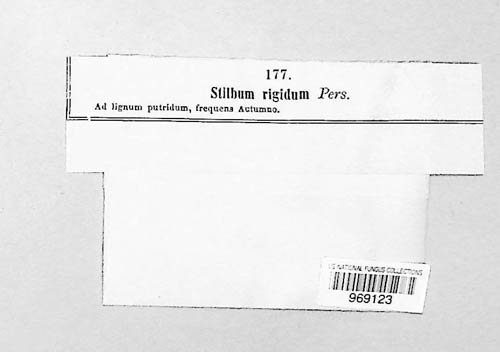 177.
Stilbum rigidum Pers.
Ad lignum putridum, frequens Autumno.
US NATIONAL FUNGUS COLLECTIONS
969123